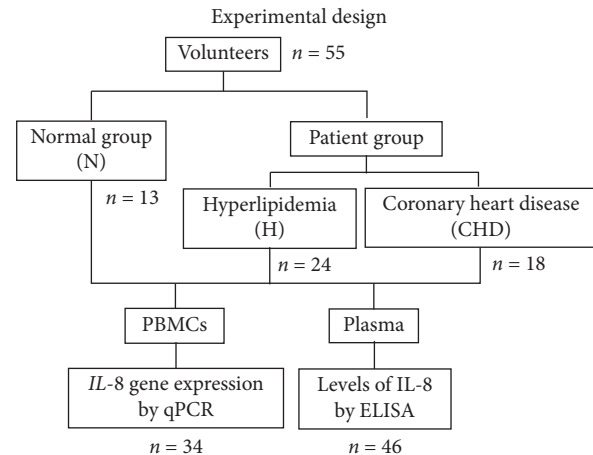 Experimental design
Volunteers
n = 55
Normal group
(N)
Patient group
n = 13
Hyperlipidemia
(H)
Coronary heart disease
(CHD)
n = 24
n = 18
PBMCs
Plasma
IL-8 gene expression
by qPCR
Levels of IL-8
by ELISA
n = 34
n = 46